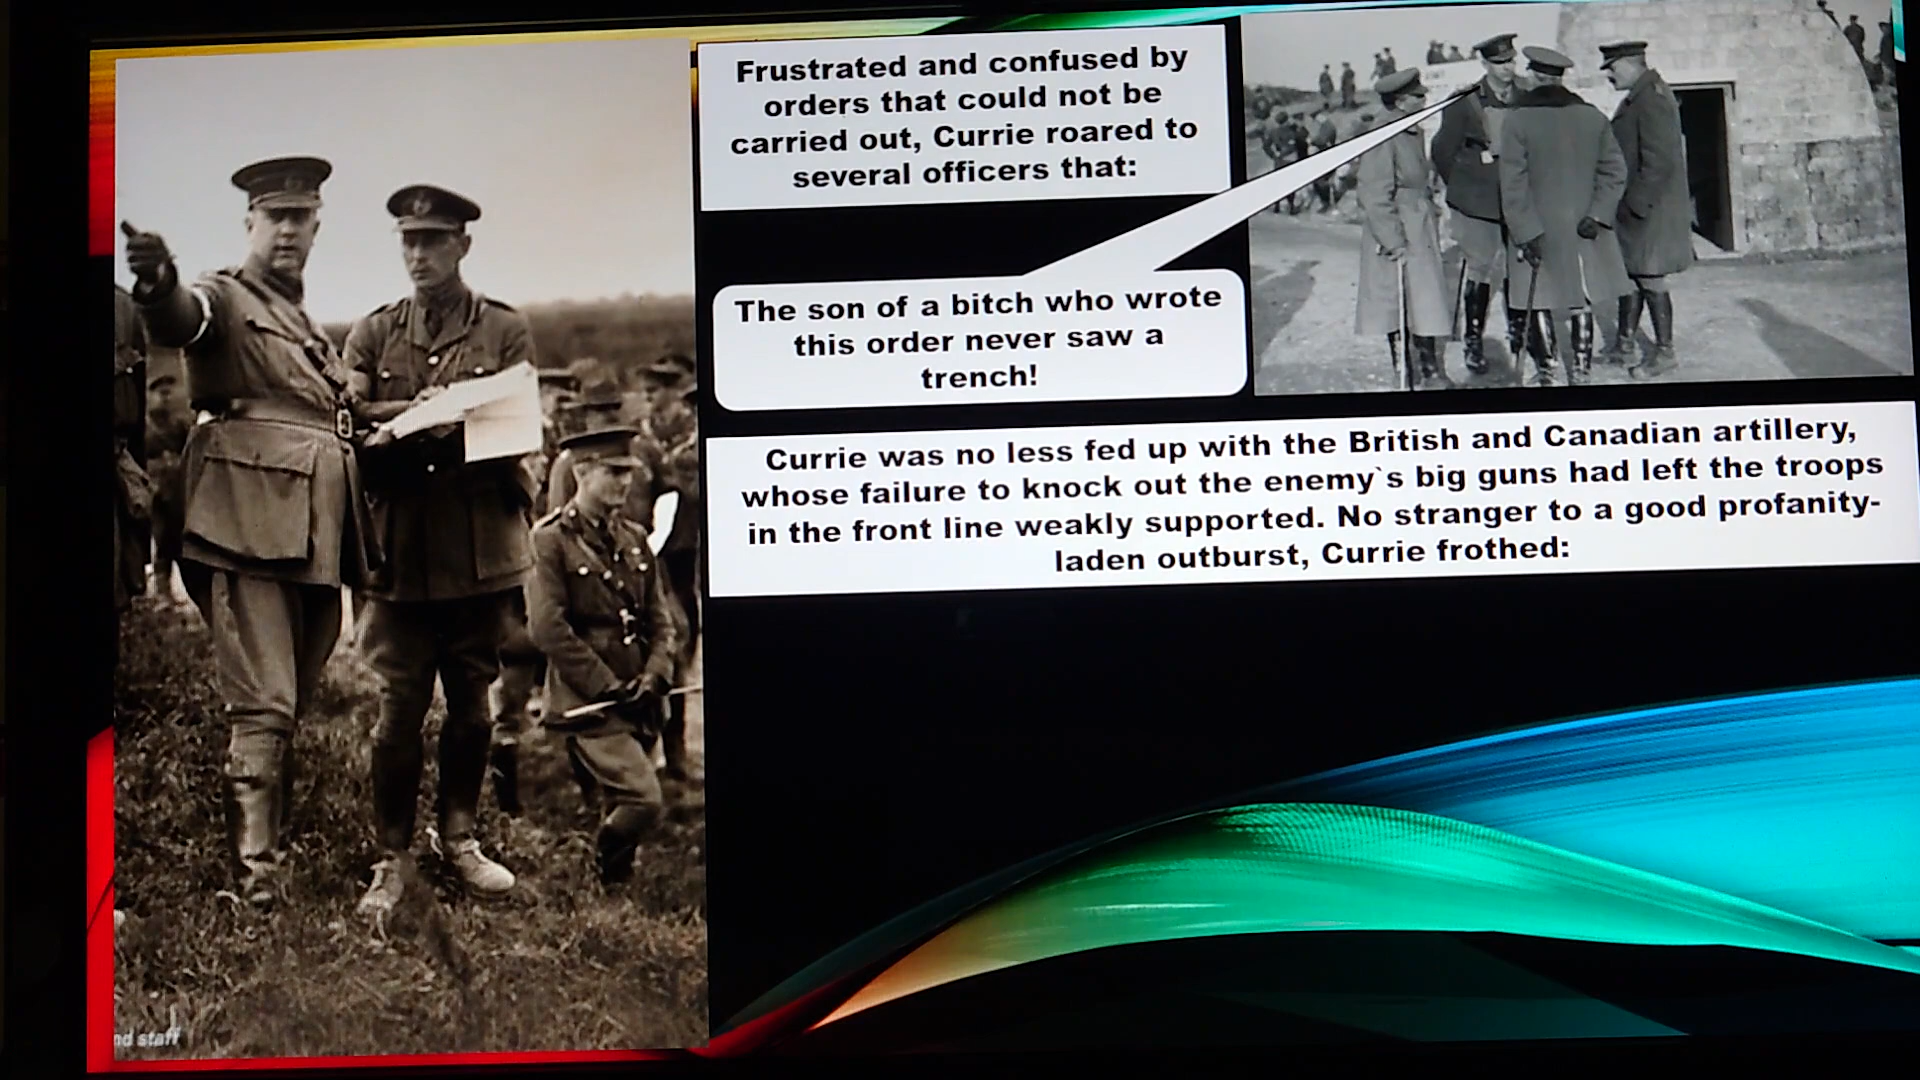 Frustrated and confused by
orders that could not be
carried out, Currie roared to
several officers that:
The son of a bitch who wrote
this order never saw a
trench!
Currie was no less fed up with the British and Canadian artillery,
whose failure to knock out the enemy`s big guns had left the troops
in the front line weakly supported. No stranger to a good profanity-
laden outburst, Currie frothed:
nd staff